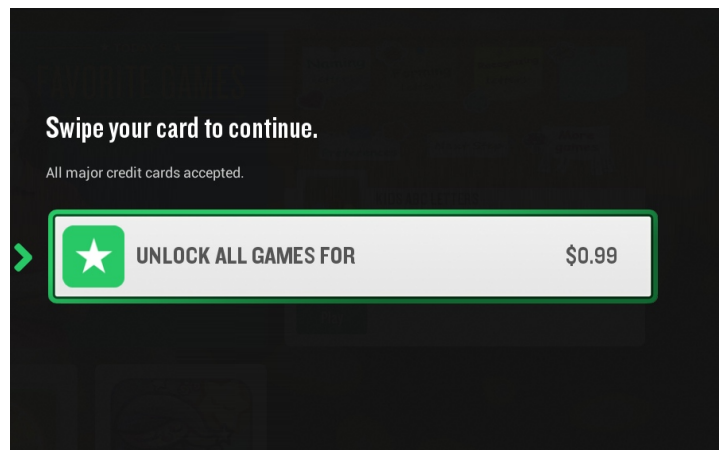 Swipe your card to continue.
All major credit cards accepted.
UNLOCK ALL GAMES FOR $0.99